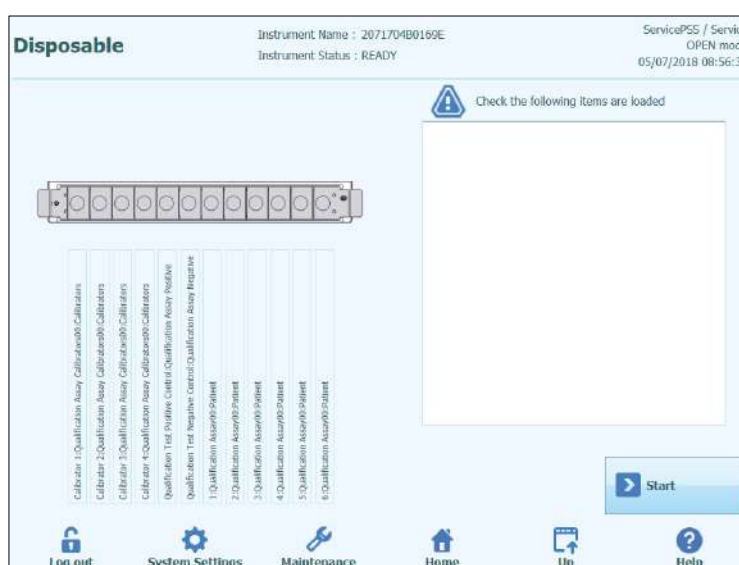 Disposable
Instrument Name : 2071704B0169E
Instrument Status : READY
ServicePSS / Servic
OPEN mod
05/07/2018 08:56:3
Check the following items are loaded
Calibrator 1:Qualification Assay Calibrators00:Calibrators
Calibrator 2:Qualification Assay Calibrators00:Calibrators
Calibrator 3:Qualification Assay Calibrators00:Calibrators
Calibrator 4:Qualification Assay Calibrators00:Calibrators
Qualification Test Positive Control:Qualification Assay Positive
Qualification Test Negative Control:Qualification Assay Negative
1:Qualification Assay00:Patient
2:Qualification Assay00:Patient
3:Qualification Assay00:Patient
4:Qualification Assay00:Patient
5:Qualification Assay00:Patient
6:Qualification Assay00:Patient
Start
Log out
System Settings
Maintenance
Home
Up
Help